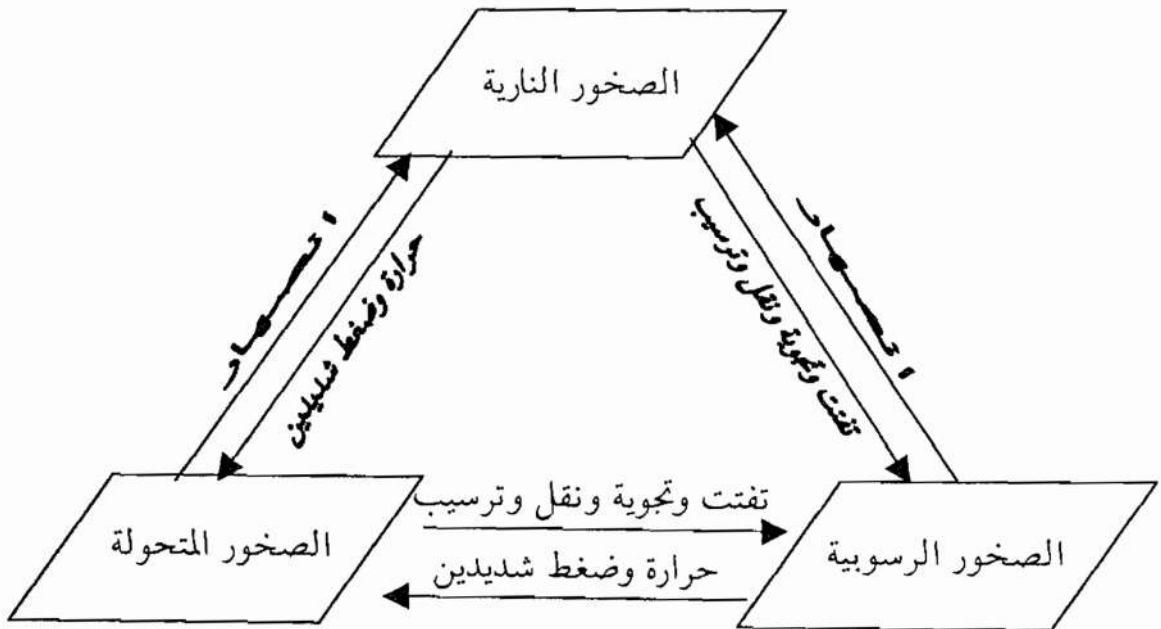 الصخور النارية
انصهار
حرارة وضغط شديدين
تفتت وتجوية ونقل وترسيب
انصهار
تفتت وتجوية ونقل وترسيب
حرارة وضغط شديدين
الصخور المتحولة
الصخور الرسوبية